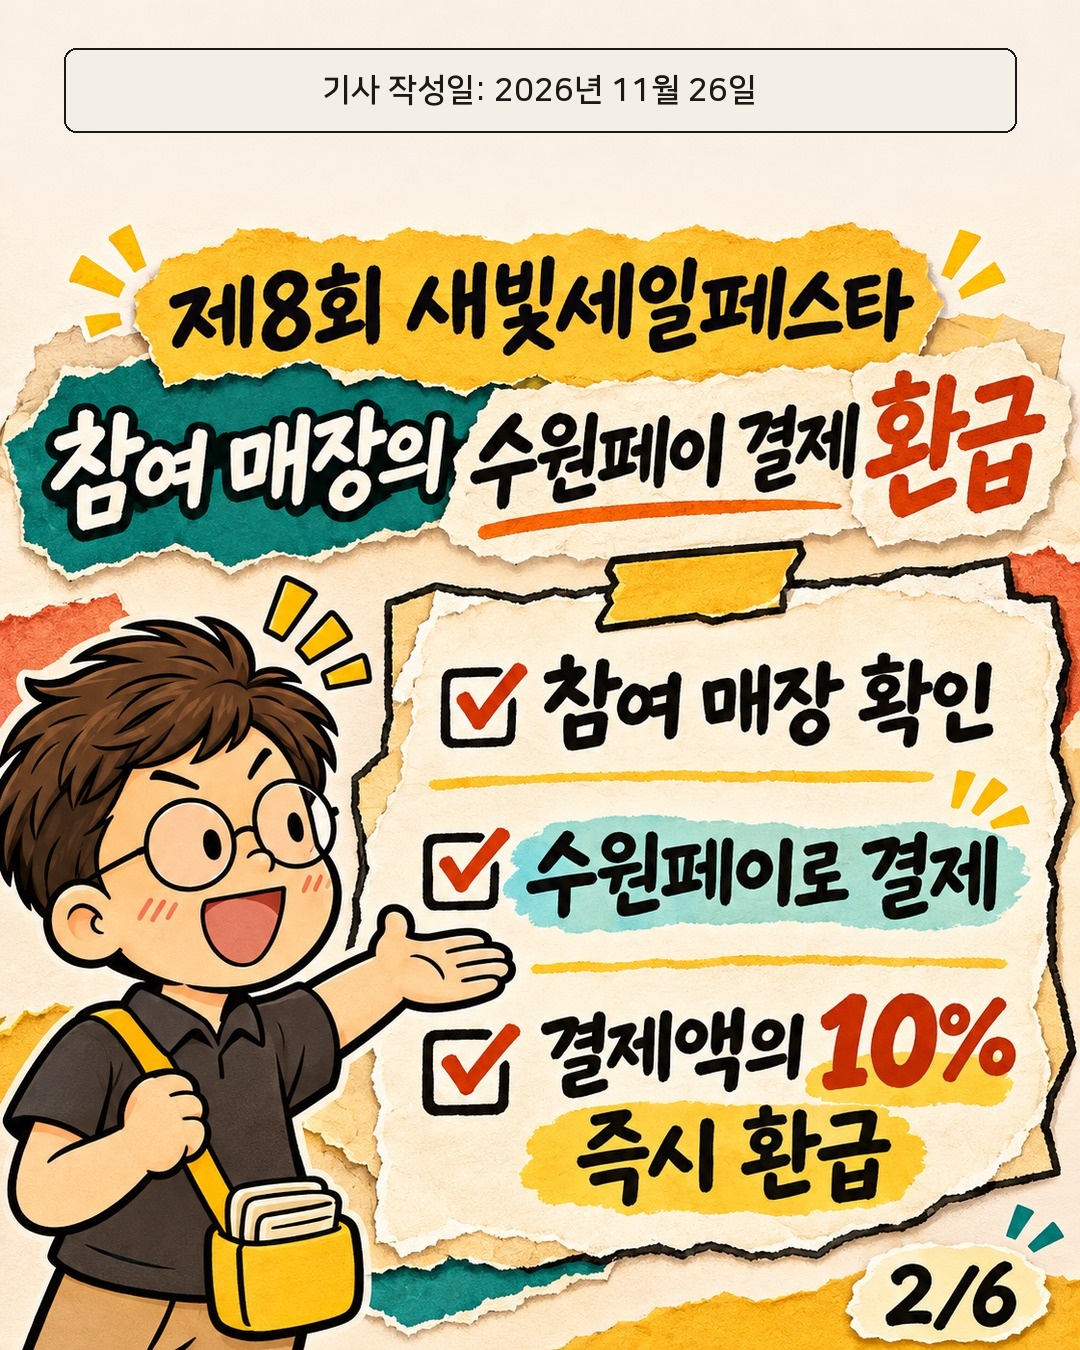 기사 작성일: 2026년 11월 26일
제8회 새빛세일페스타
참여 매장의 수원페이 결제 환급
참여 매장 확인
수원페이로 결제
결제액의 10%
즉시 환급
2/6